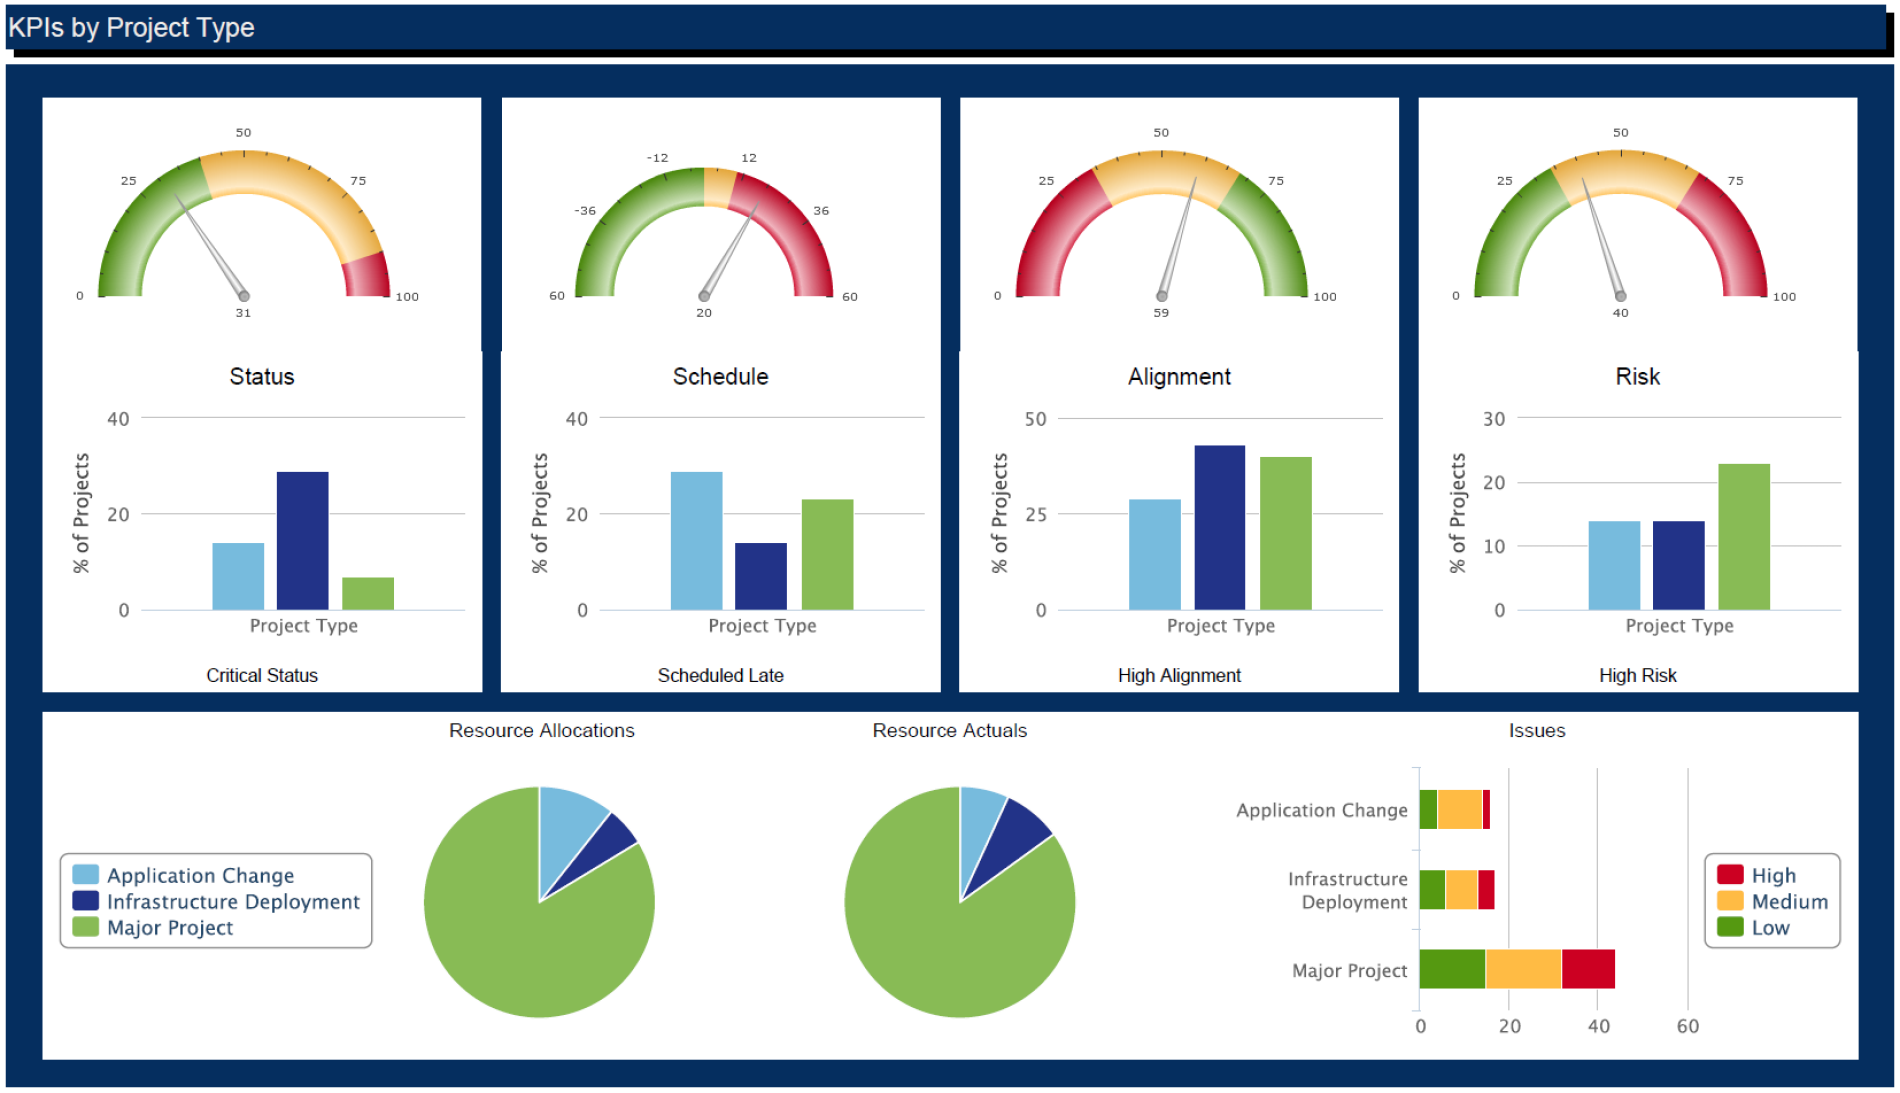 KPIs by Project Type
50
25
75
0
100
31
-12
12
-36
36
60
60
20
50
25
75
0
100
59
50
25
75
0
100
40
Status
Schedule
Alignment
Risk
40
20
0
% of Projects
Project Type
Critical Status
40
20
0
% of Projects
Project Type
Scheduled Late
50
25
0
% of Projects
Project Type
High Alignment
30
20
10
0
% of Projects
Project Type
High Risk
Resource Allocations
Resource Actuals
Issues
Application Change
Infrastructure Deployment
Major Project
Application Change
Infrastructure
Deployment
Major Project
0
20
40
60
High
Medium
Low